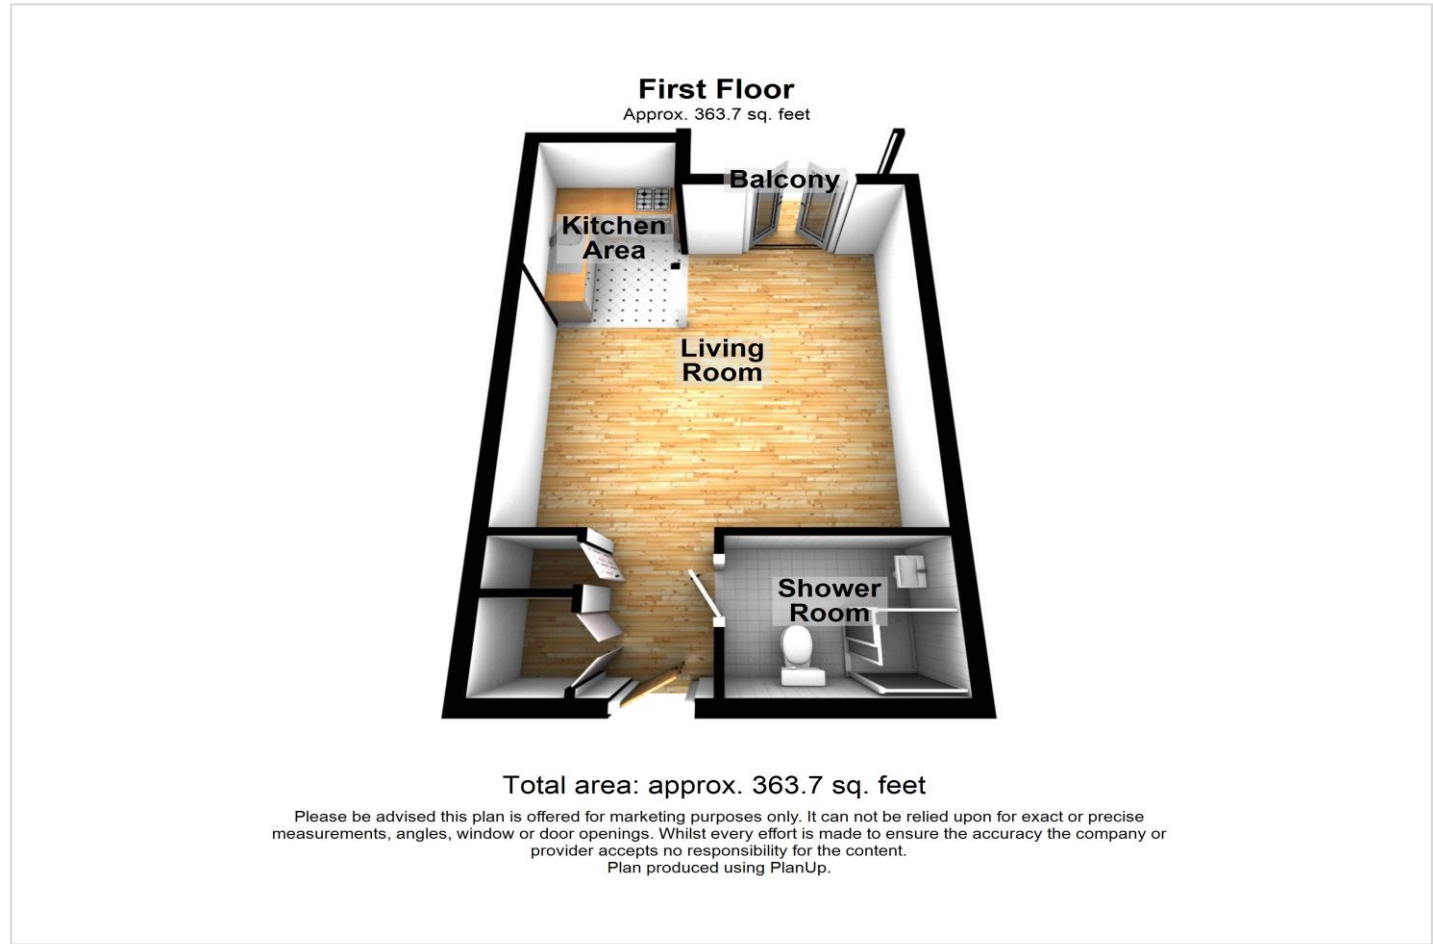 First Floor
Approx. 363.7 sq. feet
Balcony
Kitchen
Area
Living
Room
Shower
Room
Total area: approx. 363.7 sq. feet
Please be advised this plan is offered for marketing purposes only. It can not be relied upon for exact or precise
measurements, angles, window or door openings. Whilst every effort is made to ensure the accuracy the company or
provider accepts no responsibility for the content.
Plan produced using PlanUp.